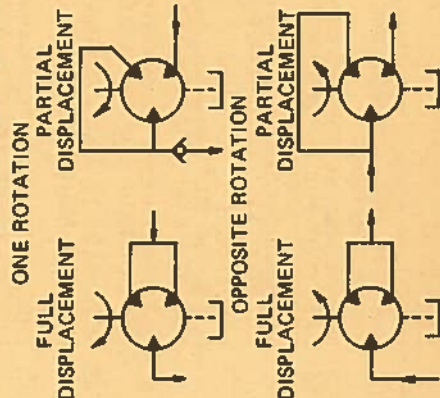 ONE ROTATION
FULL
DISPLACEMENT
PARTIAL
DISPLACEMENT
OPPOSITE ROTATION
FULL
DISPLACEMENT
PARTIAL
DISPLACEMENT